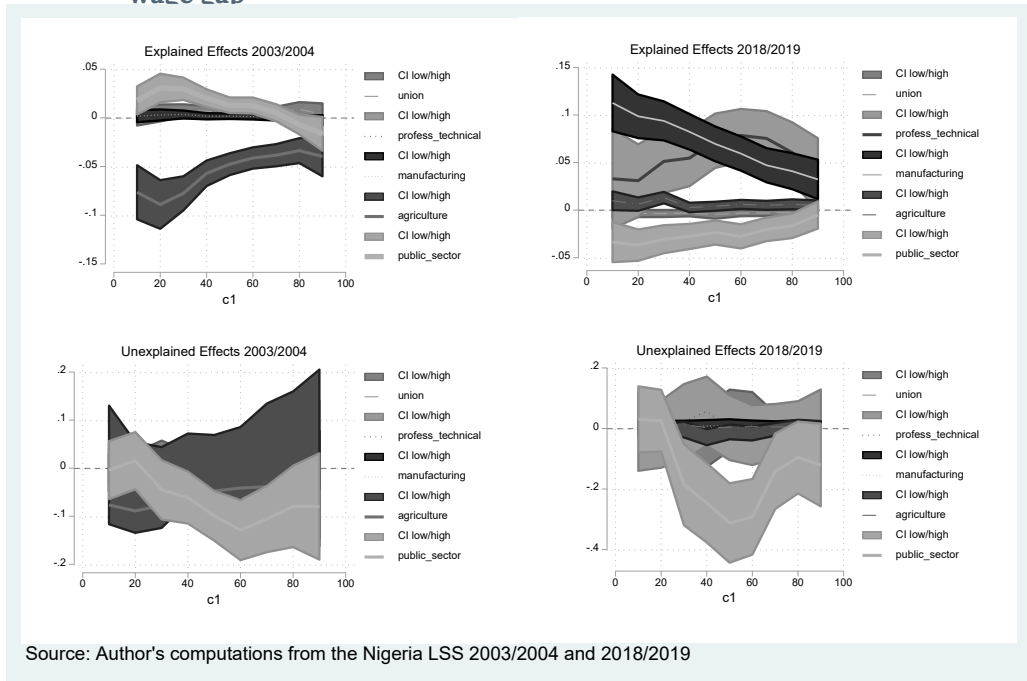 Explained Effects 2003/2004
.05
0
-.05
-.1
-.15
0 20 40 60 80 100
c1
CI low/high
union
CI low/high
profess_technical
CI low/high
manufacturing
CI low/high
agriculture
CI low/high
public_sector
Explained Effects 2018/2019
.15
.1
.05
0
-.05
0 20 40 60 80 100
c1
CI low/high
union
CI low/high
profess_technical
CI low/high
manufacturing
CI low/high
agriculture
CI low/high
public_sector
Unexplained Effects 2003/2004
.2
.1
0
-.1
-.2
0 20 40 60 80 100
c1
CI low/high
union
CI low/high
profess_technical
CI low/high
manufacturing
CI low/high
agriculture
CI low/high
public_sector
Unexplained Effects 2018/2019
.2
0
-.2
-.4
0 20 40 60 80 100
c1
CI low/high
union
CI low/high
profess_technical
CI low/high
manufacturing
CI low/high
agriculture
CI low/high
public_sector
Source: Author's computations from the Nigeria LSS 2003/2004 and 2018/2019